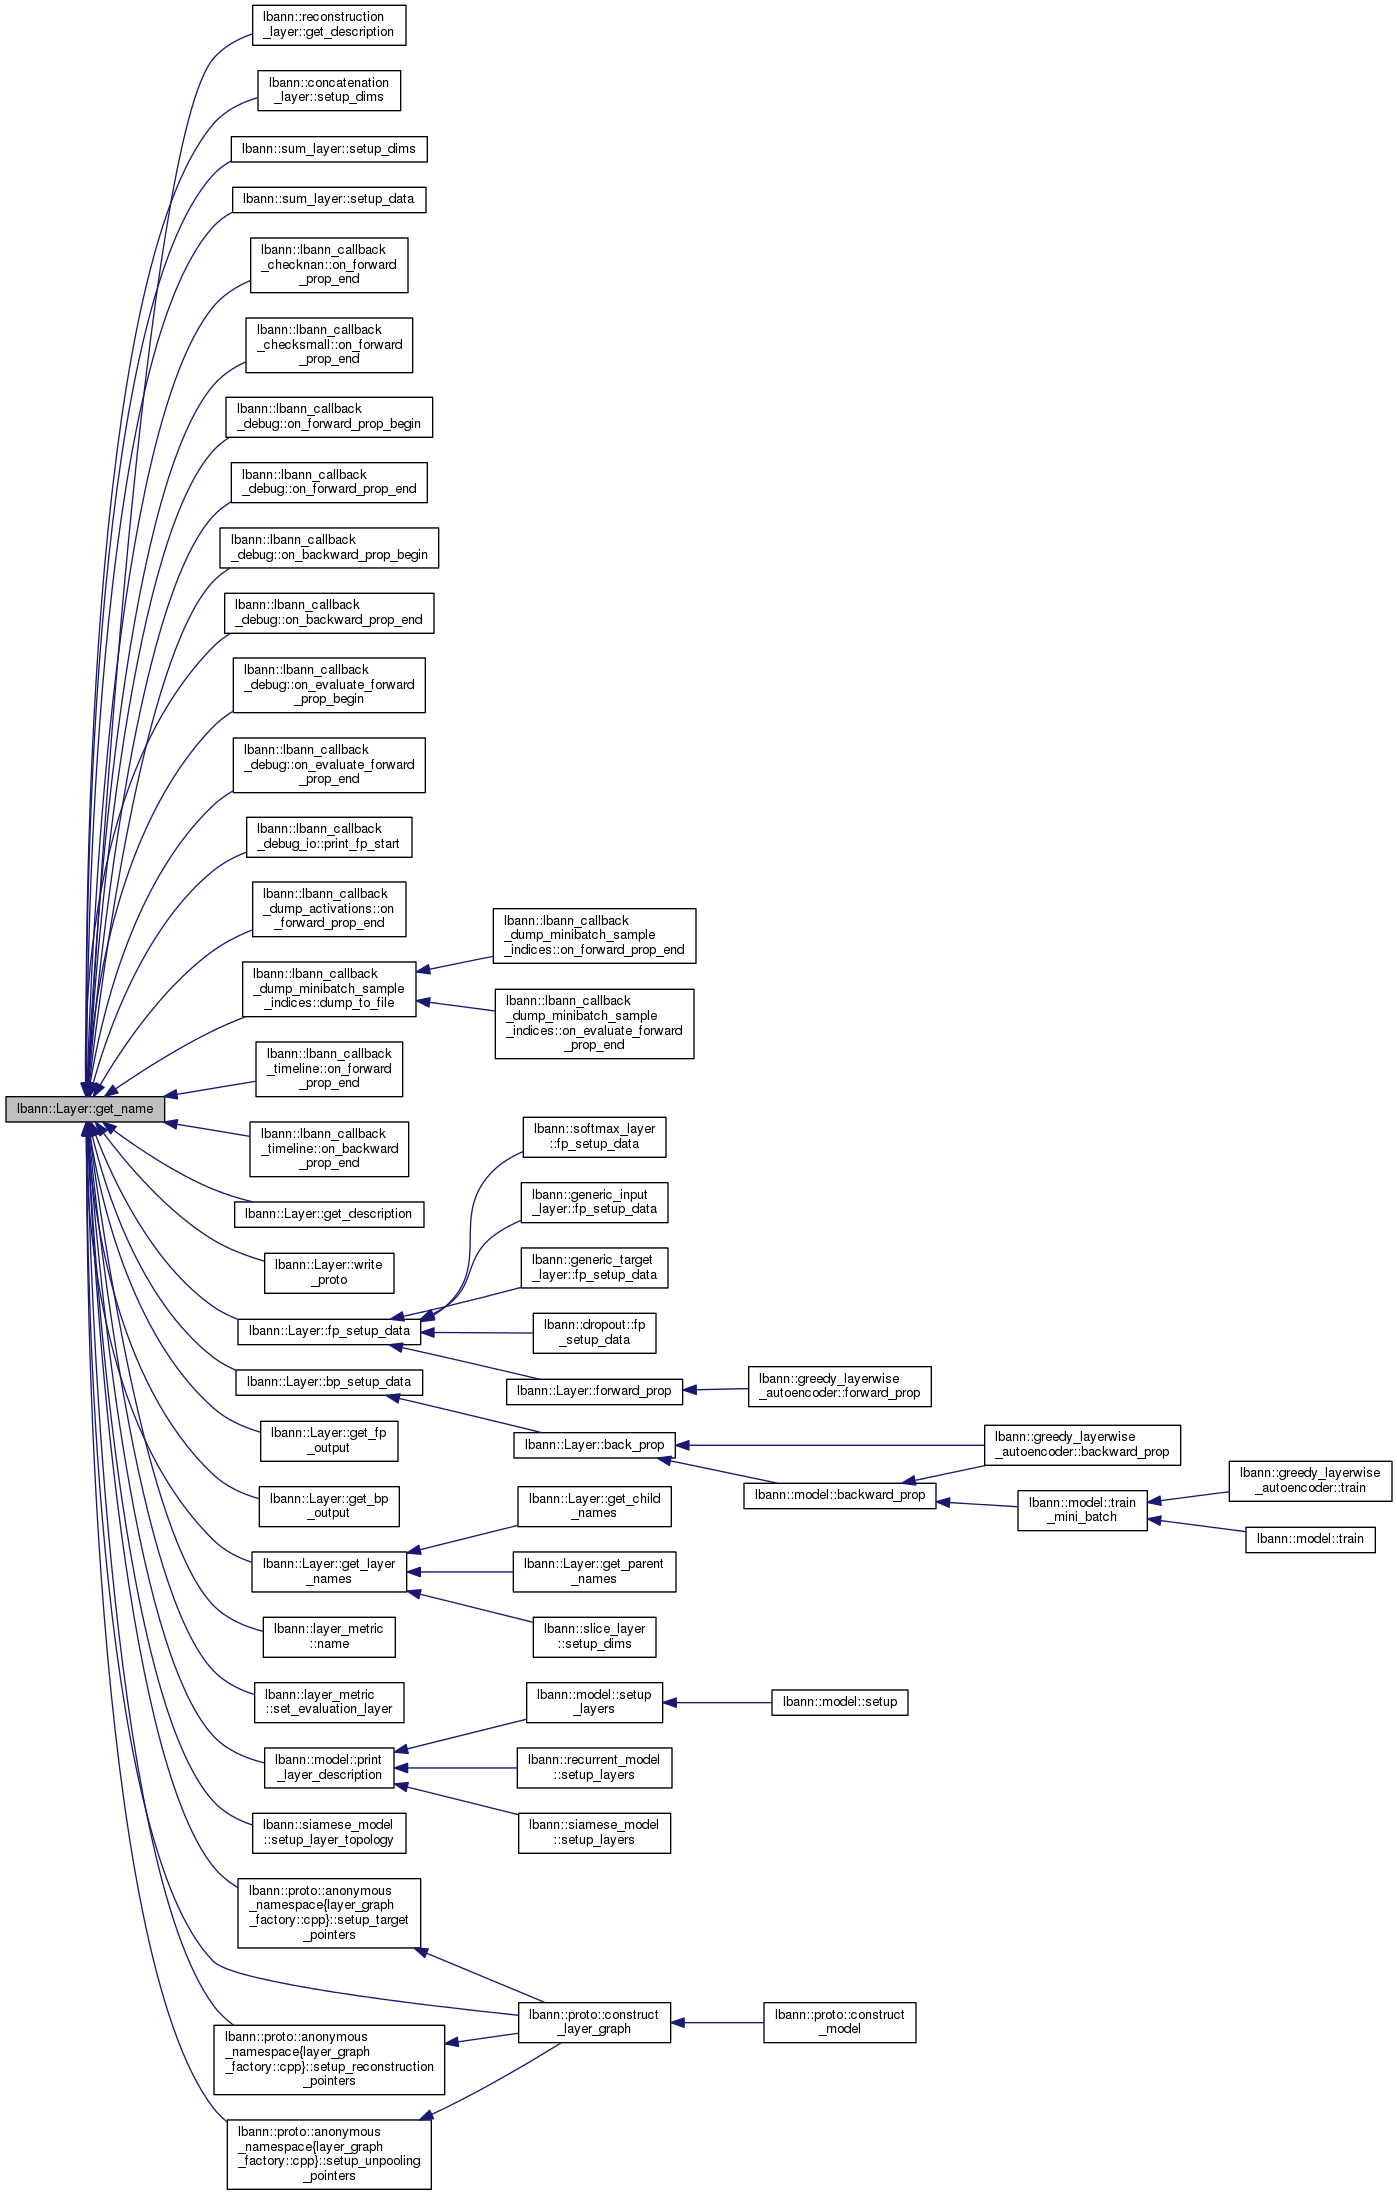 lbann::reconstruction
_layer::get_description
lbann::concatenation
_layer::setup_dims
lbann::sum_layer::setup_dims
lbann::sum_layer::setup_data
lbann::lbann_callback
_checknan::on_forward
_prop_end
lbann::lbann_callback
_checksmall::on_forward
_prop_end
lbann::lbann_callback
_debug::on_forward_prop_begin
lbann::lbann_callback
_debug::on_forward_prop_end
lbann::lbann_callback
_debug::on_backward_prop_begin
lbann::lbann_callback
_debug::on_backward_prop_end
lbann::lbann_callback
_debug::on_evaluate_forward
_prop_begin
lbann::lbann_callback
_debug::on_evaluate_forward
_prop_end
lbann::lbann_callback
_debug_io::print_fp_start
lbann::lbann_callback
_dump_activations::on
_forward_prop_end
lbann::lbann_callback
_dump_minibatch_sample
_indices::dump_to_file
lbann::lbann_callback
_dump_minibatch_sample
_indices::on_forward_prop_end
lbann::lbann_callback
_dump_minibatch_sample
_indices::on_evaluate_forward
_prop_end
lbann::lbann_callback
_timeline::on_forward
_prop_end
lbann::Layer::get_name
lbann::lbann_callback
_timeline::on_backward
_prop_end
lbann::Layer::get_description
lbann::Layer::write
_proto
lbann::Layer::fp_setup_data
lbann::softmax_layer
::fp_setup_data
lbann::generic_input
_layer::fp_setup_data
lbann::generic_target
_layer::fp_setup_data
lbann::dropout::fp
_setup_data
lbann::Layer::forward_prop
lbann::greedy_layerwise
_autoencoder::forward_prop
lbann::Layer::bp_setup_data
lbann::Layer::back_prop
lbann::greedy_layerwise
_autoencoder::backward_prop
lbann::model::backward_prop
lbann::model::train
_mini_batch
lbann::greedy_layerwise
_autoencoder::train
lbann::model::train
lbann::Layer::get_fp
_output
lbann::Layer::get_bp
_output
lbann::Layer::get_layer
_names
lbann::Layer::get_child
_names
lbann::Layer::get_parent
_names
lbann::slice_layer
::setup_dims
lbann::layer_metric
::name
lbann::layer_metric
::set_evaluation_layer
lbann::model::print
_layer_description
lbann::model::setup
_layers
lbann::model::setup
lbann::recurrent_model
::setup_layers
lbann::siamese_model
::setup_layers
lbann::siamese_model
::setup_layer_topology
lbann::proto::anonymous
_namespace{layer_graph
_factory::cpp}::setup_target
_pointers
lbann::proto::construct
_layer_graph
lbann::proto::construct
_model
lbann::proto::anonymous
_namespace{layer_graph
_factory::cpp}::setup_reconstruction
_pointers
lbann::proto::anonymous
_namespace{layer_graph
_factory::cpp}::setup_unpooling
_pointers